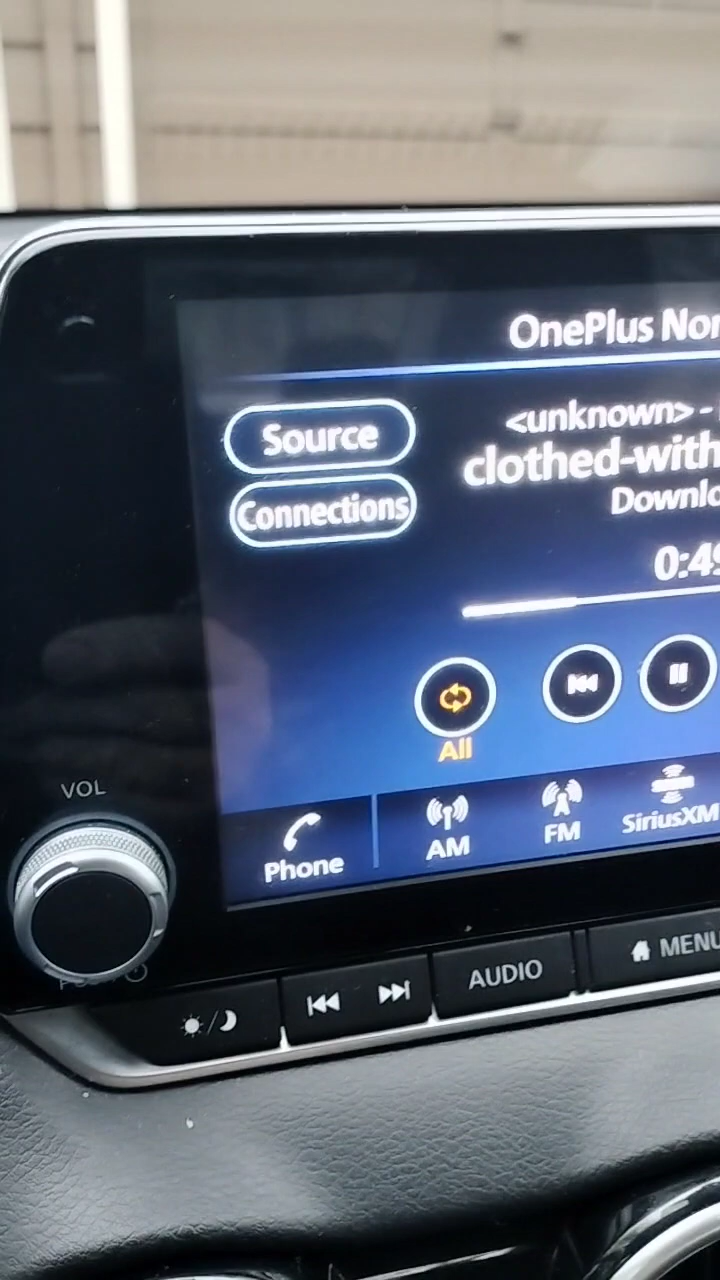 OnePlus Nor
<unknown> -
Source
clothed-with
Connections
Downlo
0:49
All
VOL
Phone
AM
FM
SiriusXM
AUDIO
MENU